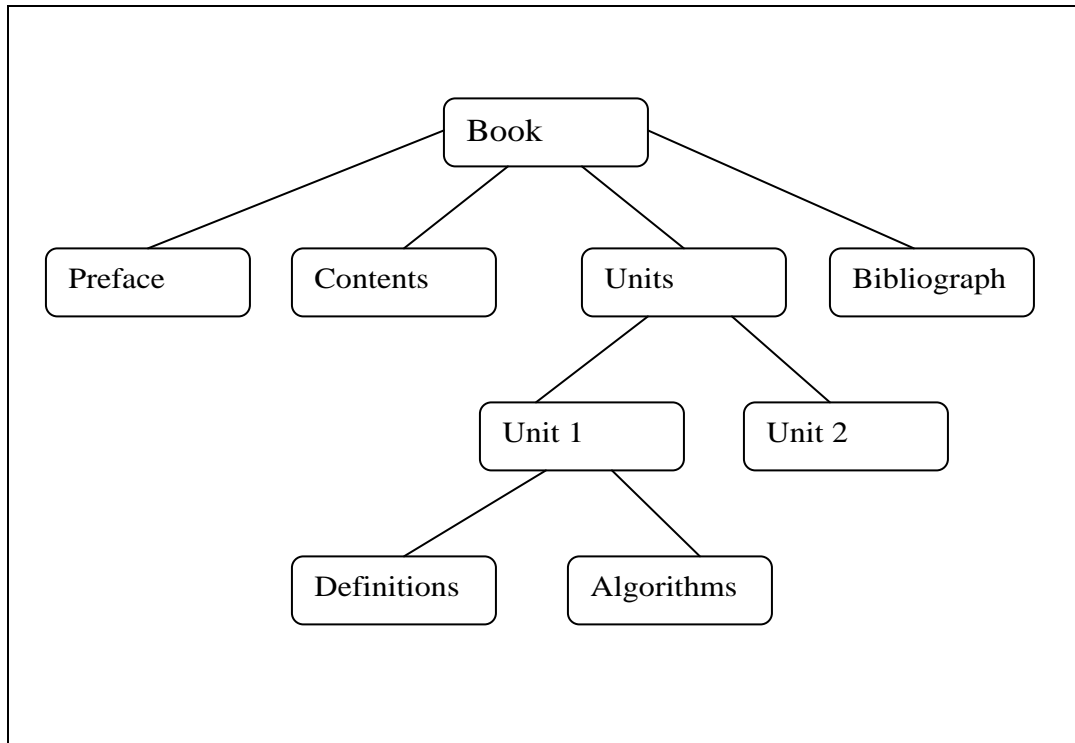 Book
Preface
Contents
Units
Bibliograph
Unit 1
Unit 2
Definitions
Algorithms